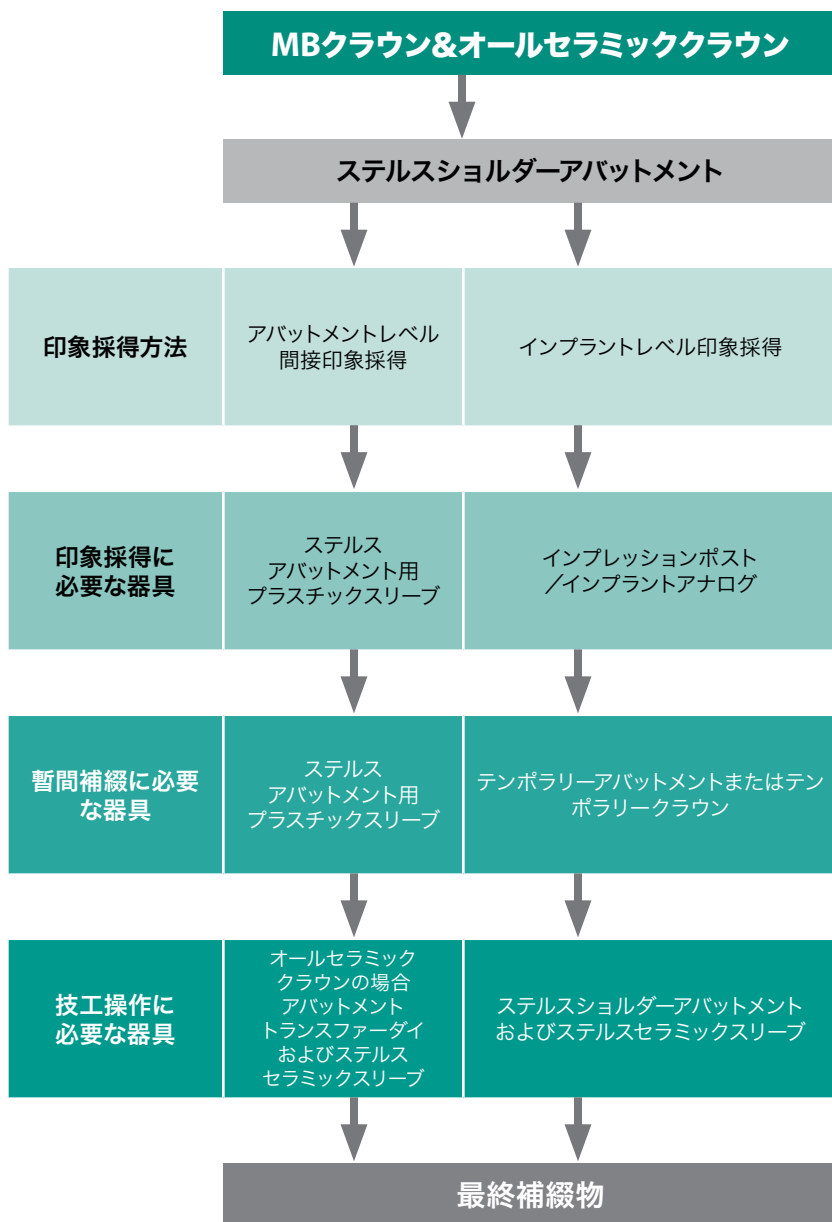 MBクラウン&オールセラミッククラウン
ステルスショルダーアバットメント
印象採得方法
アバットメントレベル
間接印象採得
インプラントレベル印象採得
印象採得に
必要な器具
ステルス
アバットメント用
プラスチックスリーブ
インプレッションポスト
／インプラントアナログ
暫間補綴に必要
な器具
ステルス
アバットメント用
プラスチックスリーブ
テンポラリーアバットメントまたはテン
ポラリークラウン
技工操作に
必要な器具
オールセラミック
クラウンの場合
アバットメント
トランスファーダイ
およびステルス
セラミックスリーブ
ステルスショルダーアバットメント
およびステルスセラミックスリーブ
最終補綴物